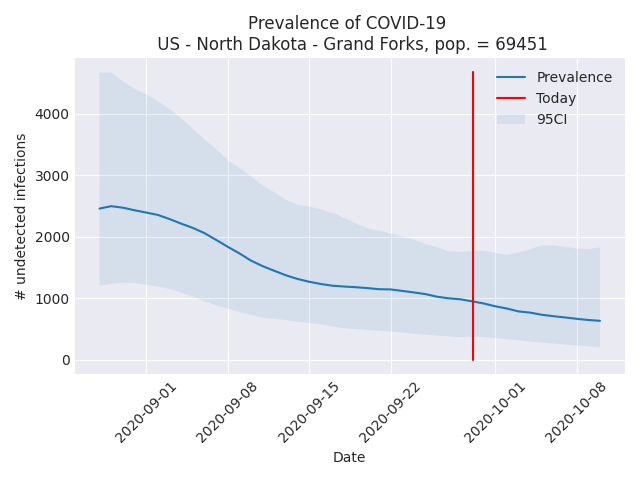 Prevalence of COVID-19
US - North Dakota - Grand Forks, pop. = 69451
Prevalence
Today
95CI
# undetected infections
4000
3000
2000
1000
0
2020-09-01
2020-09-08
2020-09-15
2020-09-22
2020-10-01
2020-10-08
Date